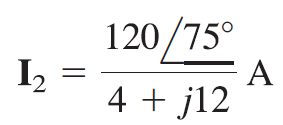 I₂ = 120/75° / 4 + j12 A